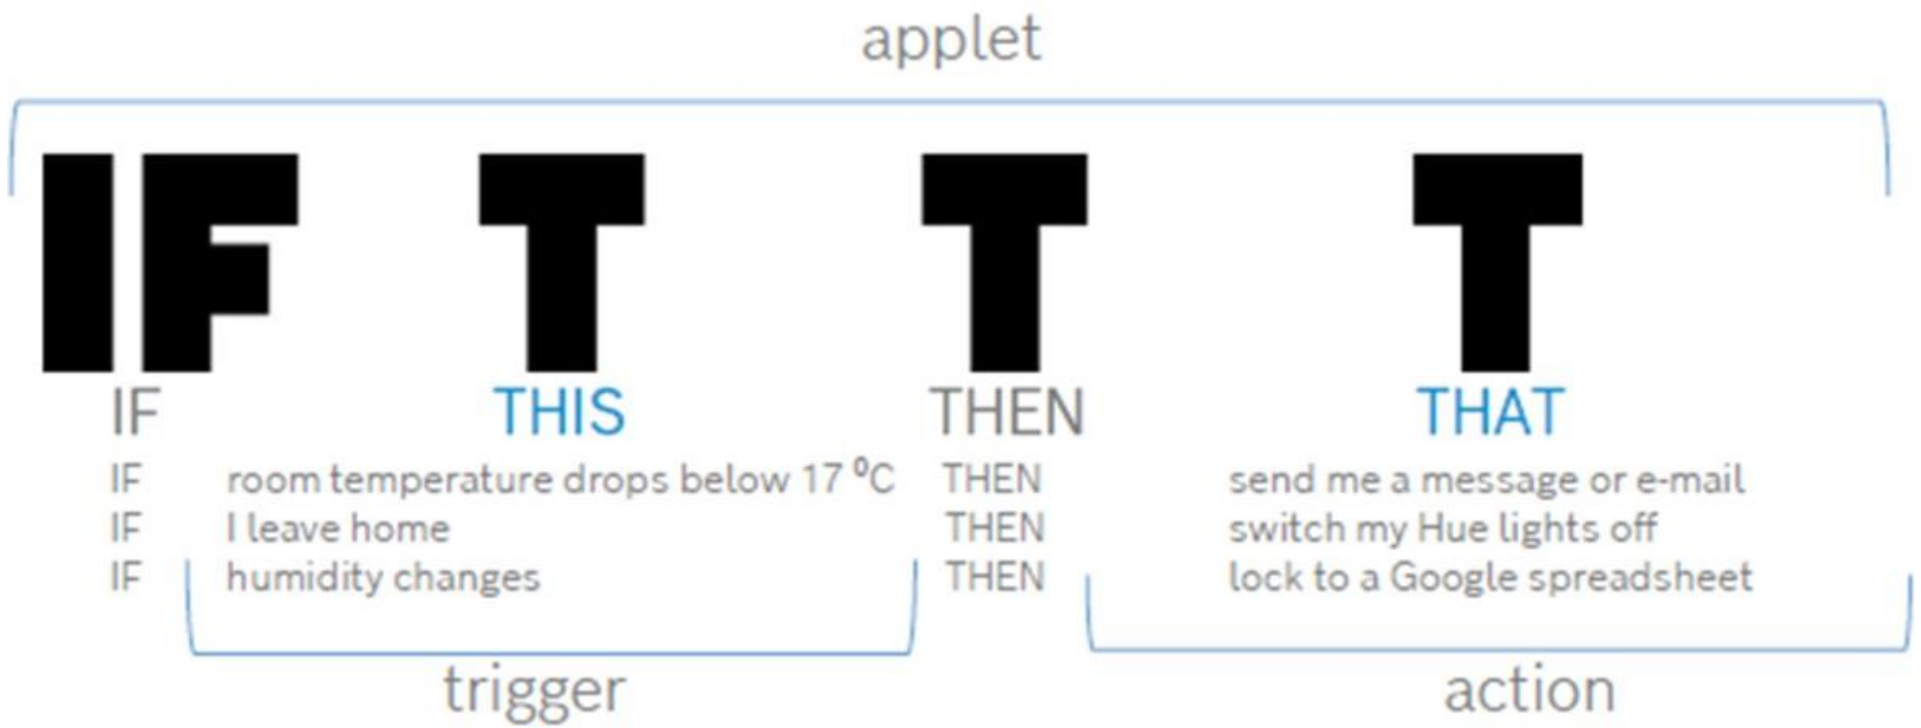 applet
IF T T T
IF THIS THEN THAT
IF room temperature drops below 17 ⁰C THEN send me a message or e-mail
IF I leave home THEN switch my Hue lights off
IF humidity changes THEN lock to a Google spreadsheet
trigger action